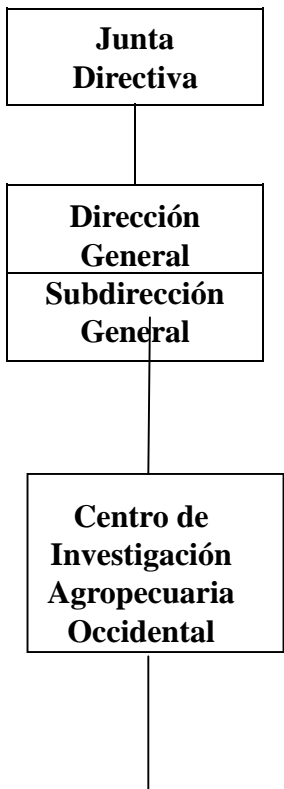 Junta
Directiva
Dirección
General
Subdirección
General
Centro de
Investigación
Agropecuaria
Occidental